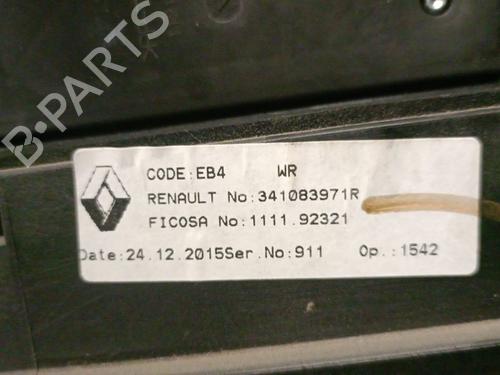 B-PARTS
CODE:EB4 WR
RENAULT No:341083971R
FICOSA No:1111.92321
Date:24.12.2015Ser.No:911 Op.:1542